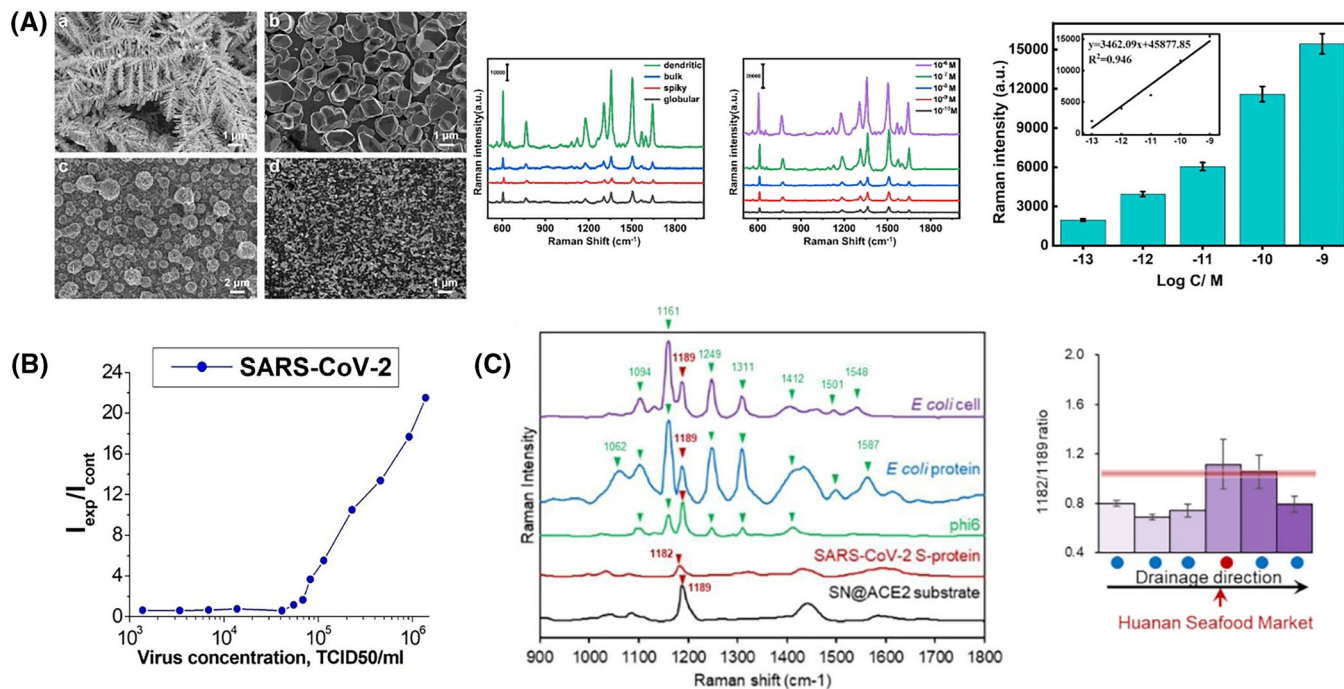 (A)
a
1 μm
b
1 μm
c
2 μm
d
1 μm
Raman intensity(a.u.)
10000
dendritic
bulk
spiky
globular
600 900 1200 1500 1800
Raman Shift (cm-1)
Raman intensity(a.u.)
20000
10-6 M
10-7 M
10-8 M
10-9 M
10-10 M
600 900 1200 1500 1800
Raman Shift (cm-1)
Raman intensity (a.u.)
15000
12000
9000
6000
3000
0
15000
10000
5000
0
y=3462.09x+45877.85
R2=0.946
-13 -12 -11 -10 -9
-13 -12 -11 -10 -9
Log C/ M
(B)
SARS-CoV-2
Iexp/Icont
24
20
16
12
8
4
0
103 104 105 106
Virus concentration, TCID50/ml
(C)
Raman Intensity
1161
1094
1189
1249
1311
1412
1501
1548
E coli cell
1062
1189
1587
E coli protein
phi6
1182
SARS-CoV-2 S-protein
1189
SN@ACE2 substrate
900 1000 1100 1200 1300 1400 1500 1600 1700 1800
Raman shift (cm-1)
1182/1189 ratio
2.0
1.6
1.2
0.8
0.4
Drainage direction
Huanan Seafood Market